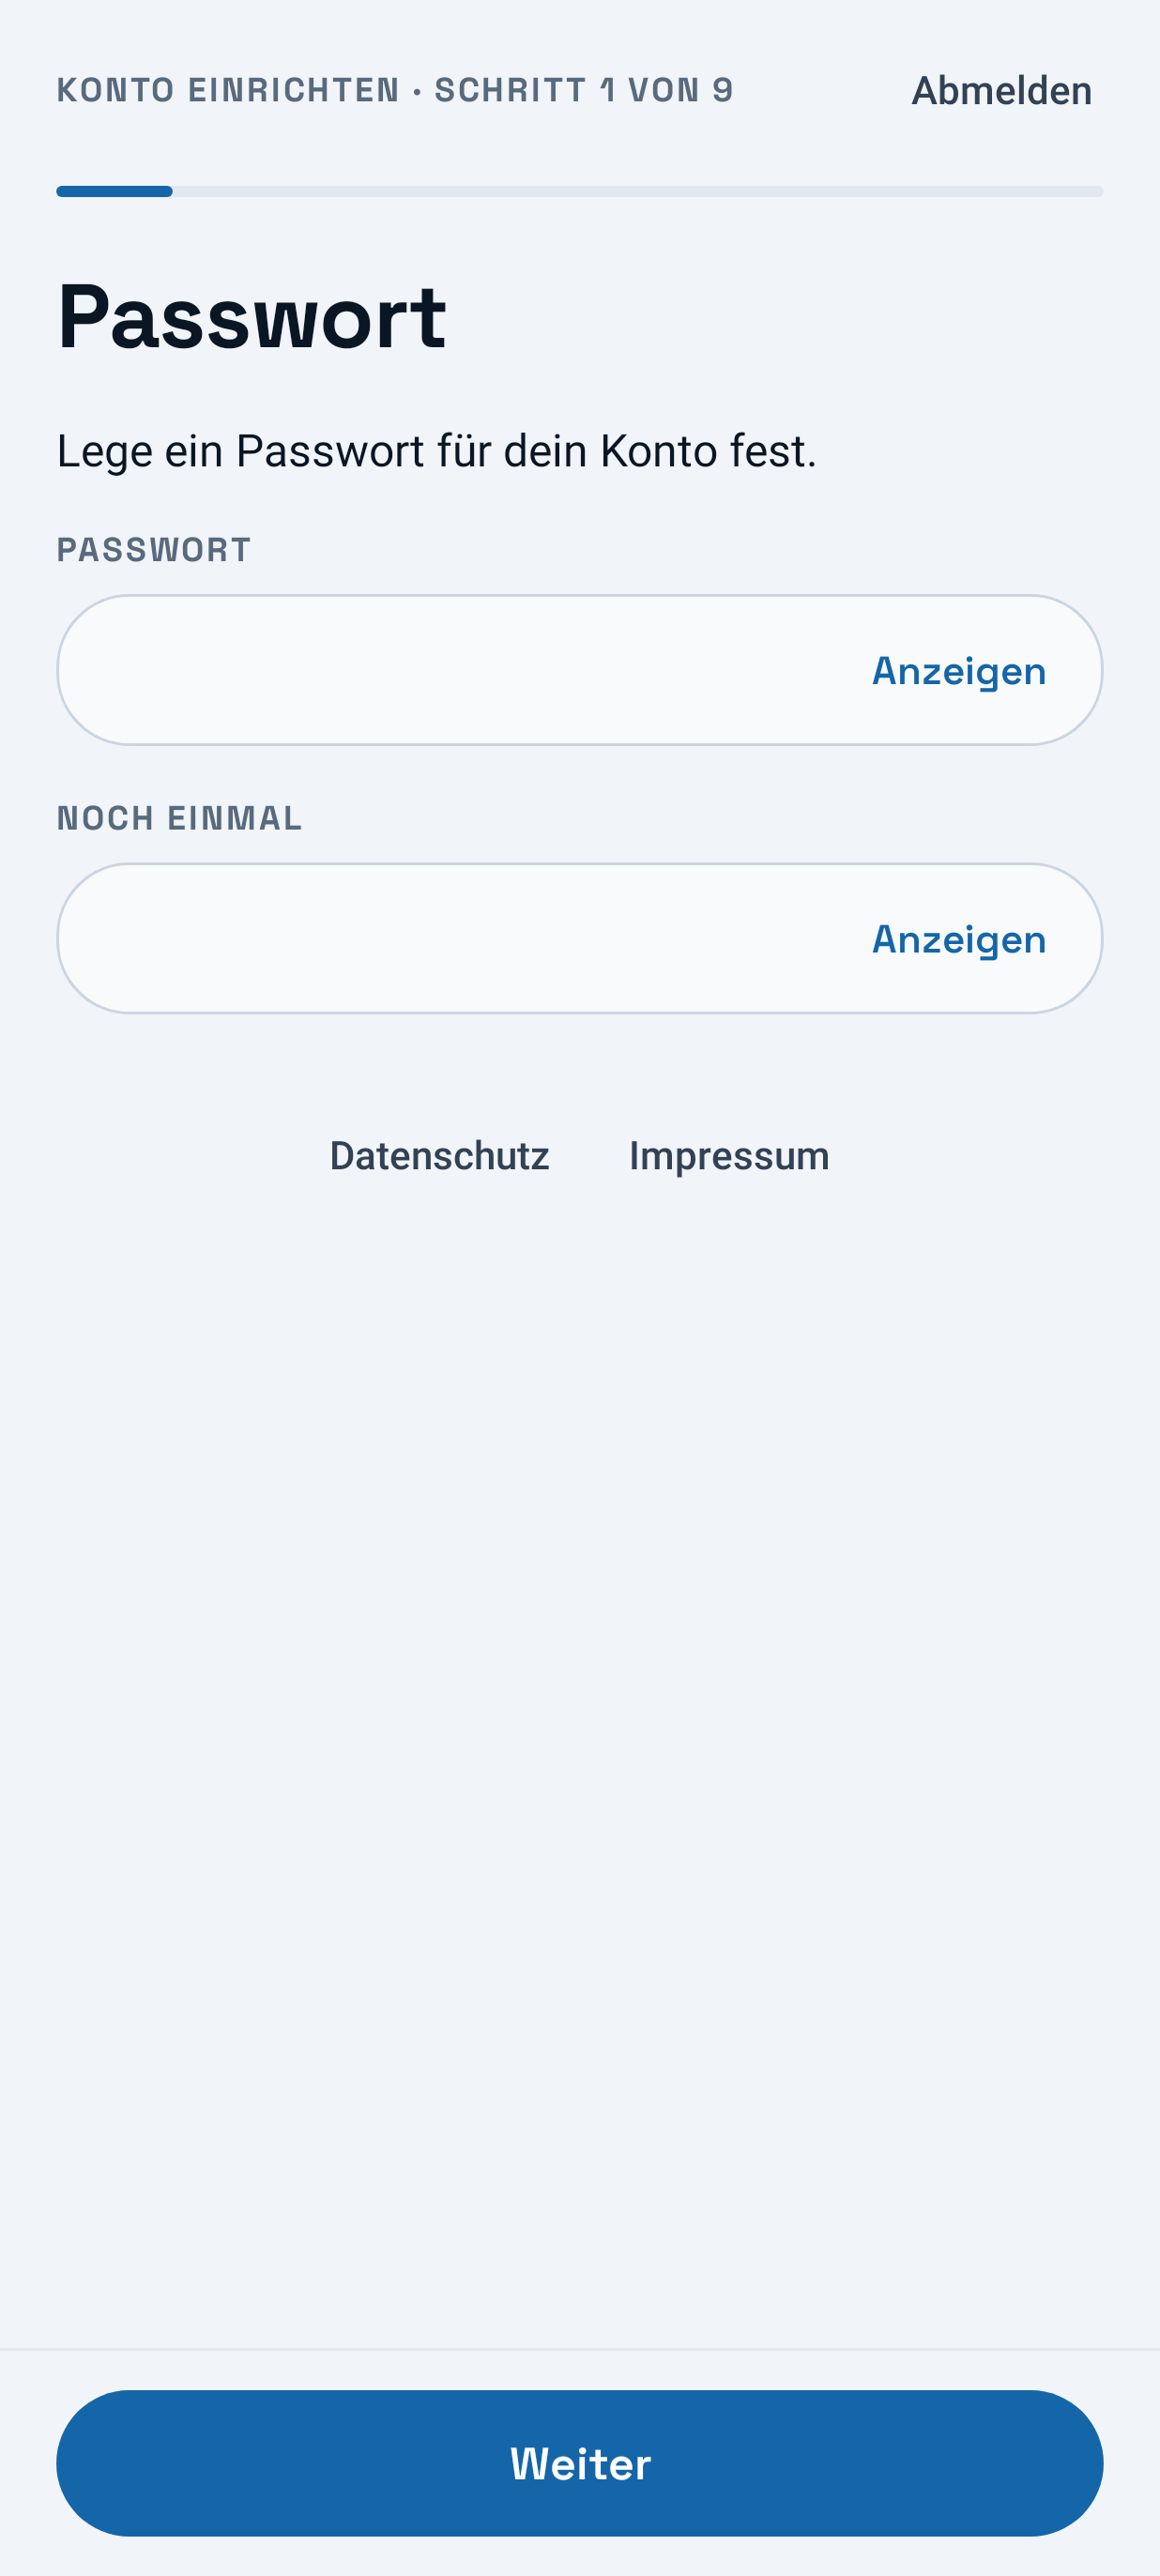 KONTO EINRICHTEN · SCHRITT 1 VON 9 Abmelden
Passwort
Lege ein Passwort für dein Konto fest.
PASSWORT
Anzeigen
NOCH EINMAL
Anzeigen
Datenschutz Impressum
Weiter